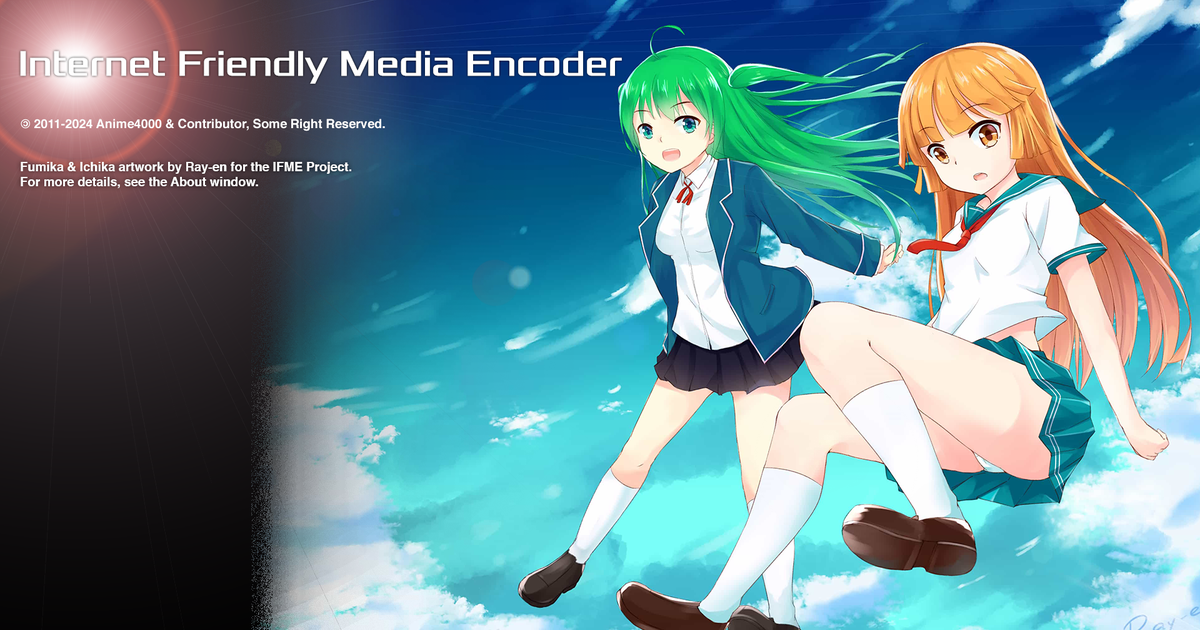 Internet Friendly Media Encoder
🄯 2011-2024 Anime4000 & Contributor, Some Right Reserved.
Fumika & Ichika artwork by Ray-en for the IFME Project.
For more details, see the About window.